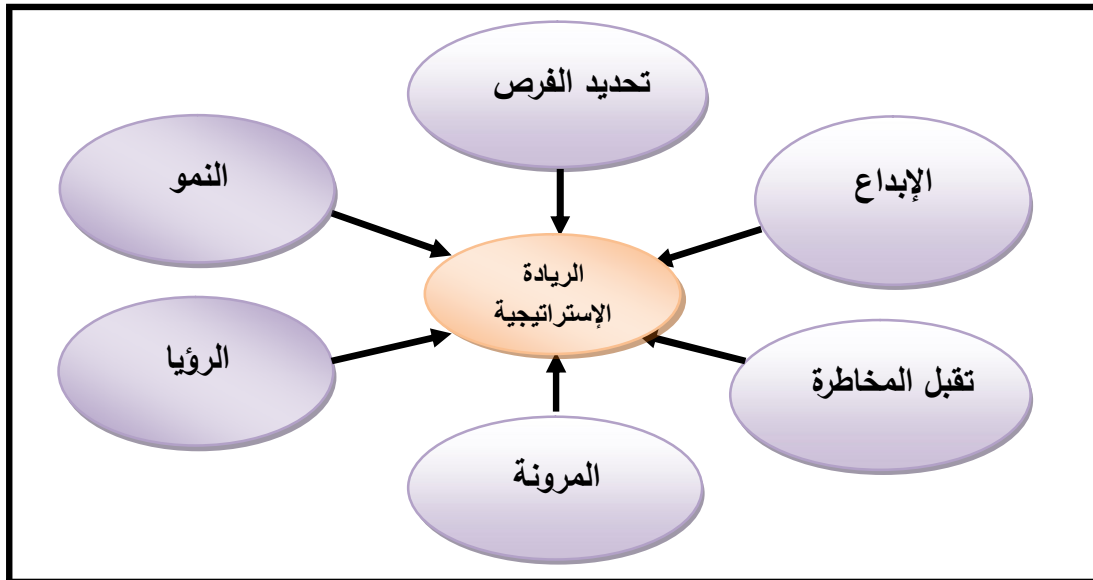 تحديد الفرص
الإبداع
النمو
الريادة
الإستراتيجية
تقبل المخاطرة
الرؤيا
المرونة